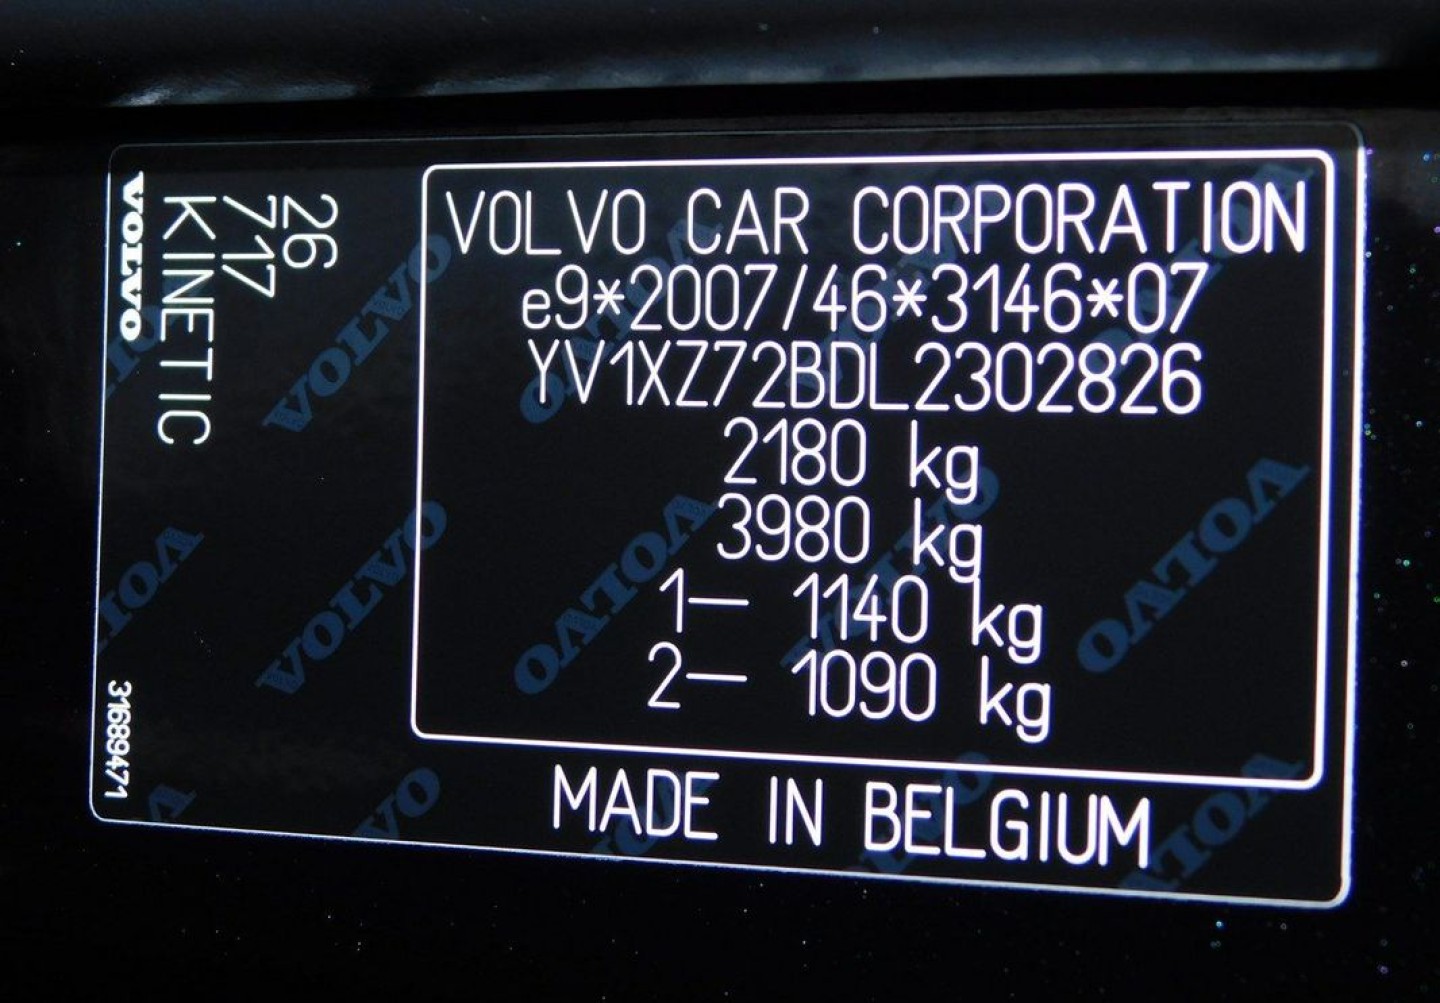 VOLVO CAR CORPORATION
e9*2007/46*3146*07
YV1XZ72BDL2302826
2180 kg
3980 kg
1– 1140 kg
2– 1090 kg
MADE IN BELGIUM
26
717
KINETIC
VOLVO
31689471